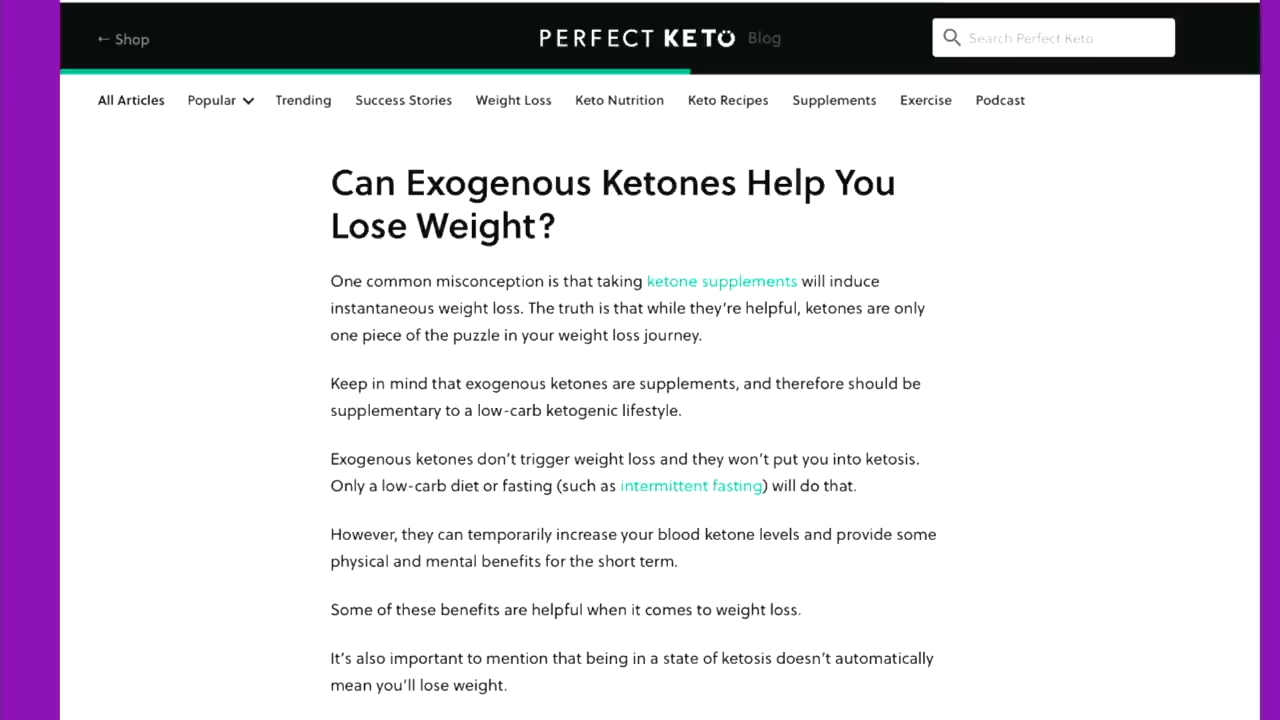 ← Shop
PERFECT KETO Blog
Search Perfect Keto
All Articles Popular Trending Success Stories Weight Loss Keto Nutrition Keto Recipes Supplements Exercise Podcast
Can Exogenous Ketones Help You
Lose Weight?
One common misconception is that taking ketone supplements will induce
instantaneous weight loss. The truth is that while they're helpful, ketones are only
one piece of the puzzle in your weight loss journey.
Keep in mind that exogenous ketones are supplements, and therefore should be
supplementary to a low-carb ketogenic lifestyle.
Exogenous ketones don't trigger weight loss and they won't put you into ketosis.
Only a low-carb diet or fasting (such as intermittent fasting) will do that.
However, they can temporarily increase your blood ketone levels and provide some
physical and mental benefits for the short term.
Some of these benefits are helpful when it comes to weight loss.
It's also important to mention that being in a state of ketosis doesn't automatically
mean you'll lose weight.